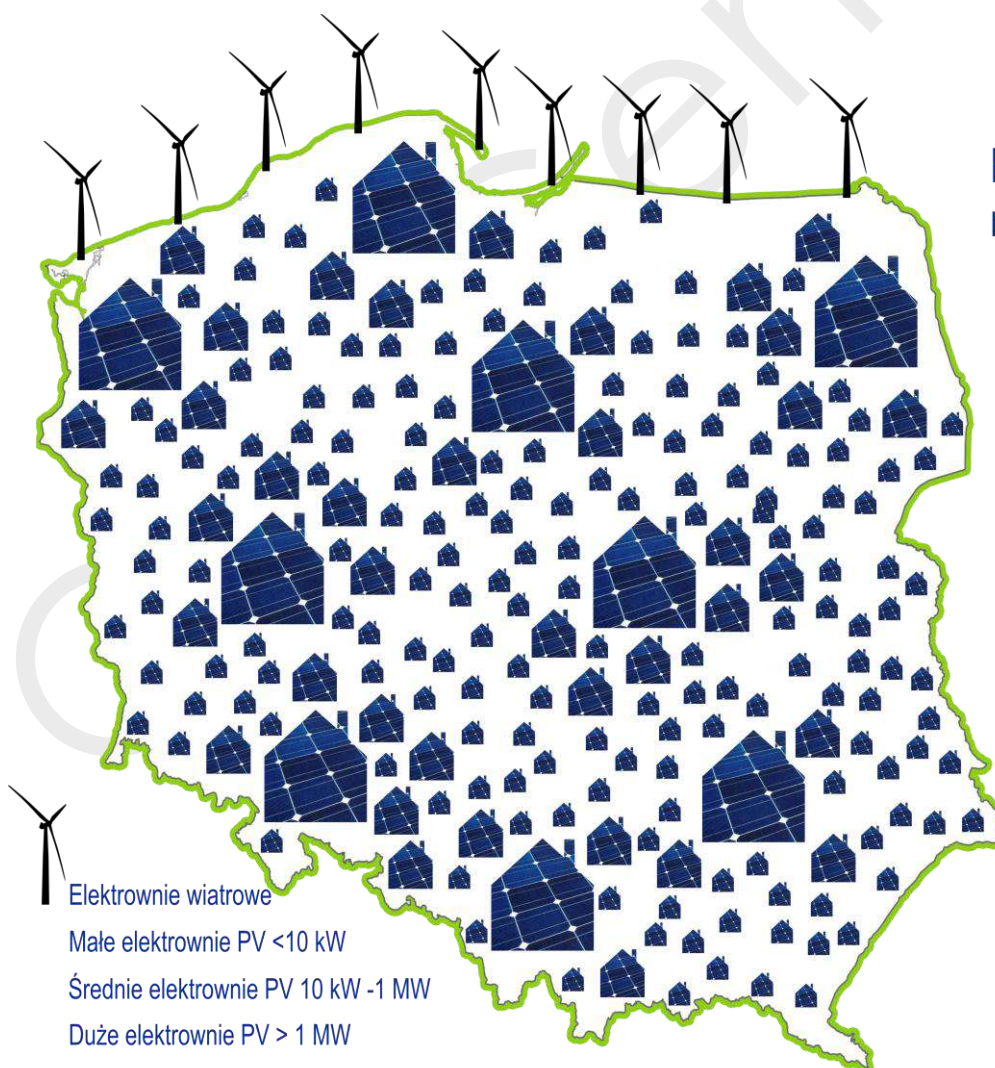 Elektrownie wiatrowe
Małe elektrownie PV <10 kW
Średnie elektrownie PV 10 kW -1 MW
Duże elektrownie PV > 1 MW